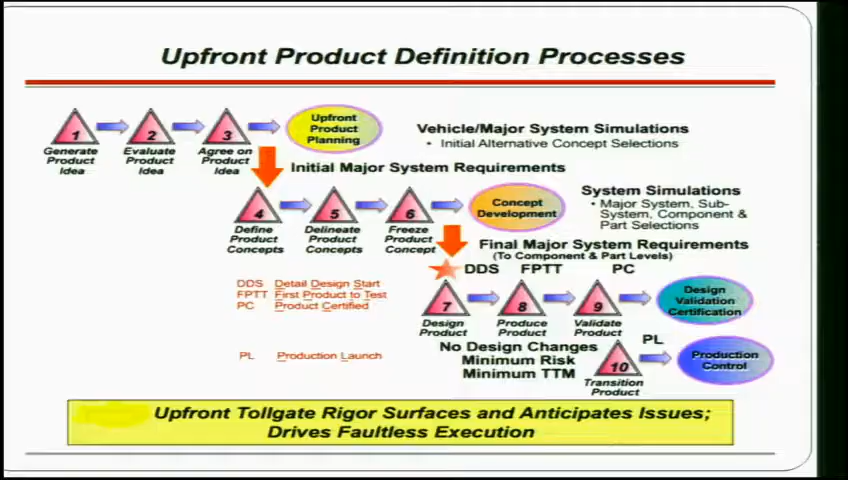 Upfront Product Definition Processes
1
2
3
Upfront
Product
Planning
Generate
Product
Idea
Evaluate
Product
Idea
Agree on
Product
Idea
Vehicle/Major System Simulations
• Initial Alternative Concept Selections
Initial Major System Requirements
4
5
6
Concept
Development
Define
Product
Concepts
Delineate
Product
Concepts
Freeze
Product
Concept
System Simulations
• Major System, Sub-
System, Component &
Part Selections
Final Major System Requirements
(To Component & Part Levels)
DDS FPTT PC
DDS Detail Design Start
FPTT First Product to Test
PC Product Certified
7
8
9
Design
Validation
Certification
Design
Product
Produce
Product
Validate
Product
No Design Changes
Minimum Risk
Minimum TTM
PL Production Launch
10
PL
Production
Control
Transition
Product
Upfront Tollgate Rigor Surfaces and Anticipates Issues;
Drives Faultless Execution